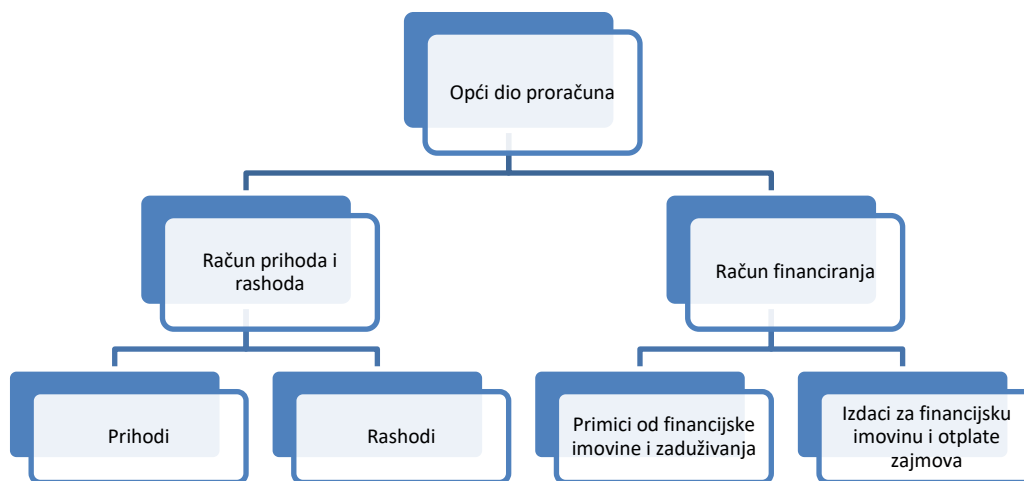 Opći dio proračuna
Račun prihoda i
rashoda
Račun financiranja
Prihodi
Rashodi
Primici od financijske
imovine i zaduživanja
Izdaci za financijsku
imovinu i otplate
zajmova